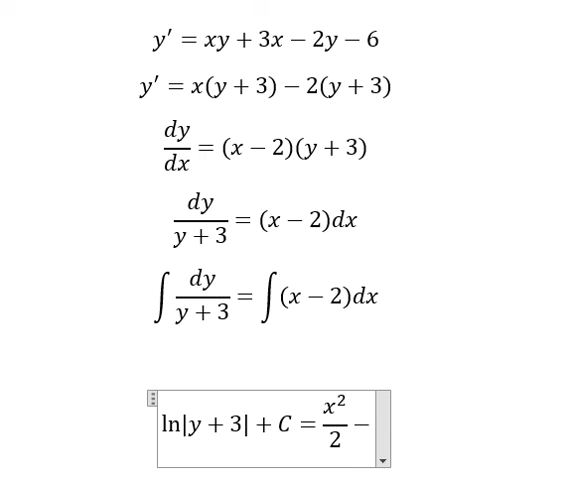 y′ = xy + 3x − 2y − 6
y′ = x(y + 3) − 2(y + 3)
dy/dx = (x − 2)(y + 3)
dy/(y + 3) = (x − 2)dx
∫ dy/(y + 3) = ∫(x − 2)dx
ln|y + 3| + C = x²/2 −